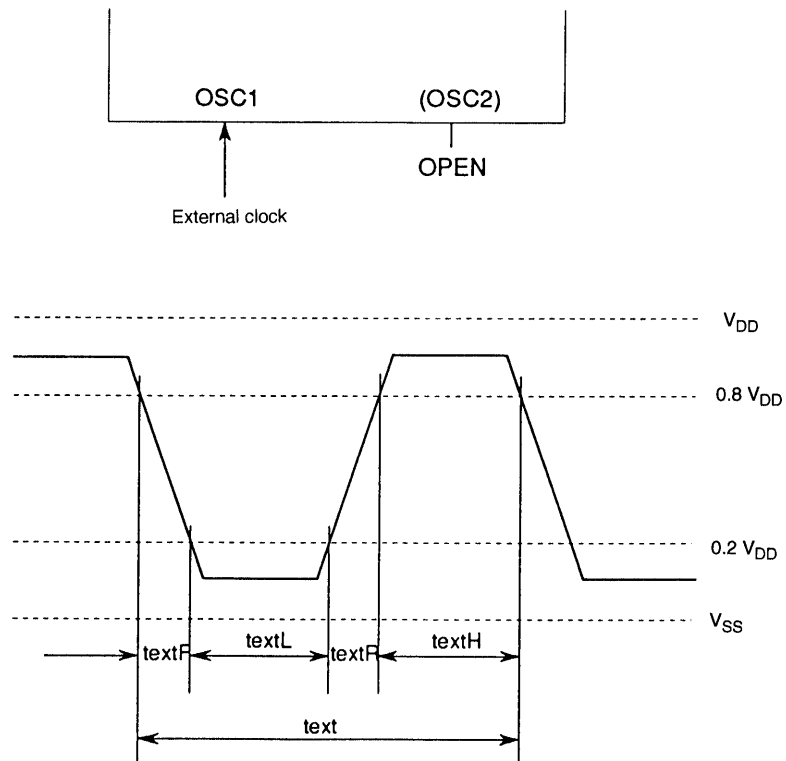 OSC1 (OSC2)
OPEN
External clock
VDD
0.8 VDD
0.2 VDD
VSS
textF textL textR textH
text